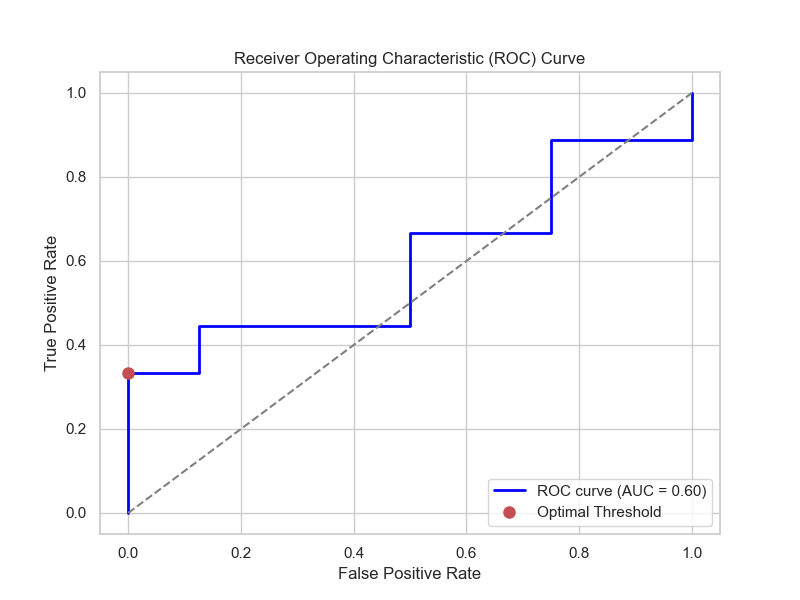 Receiver Operating Characteristic (ROC) Curve
True Positive Rate
1.0
0.8
0.6
0.4
0.2
0.0
0.0 0.2 0.4 0.6 0.8 1.0
False Positive Rate
ROC curve (AUC = 0.60)
Optimal Threshold